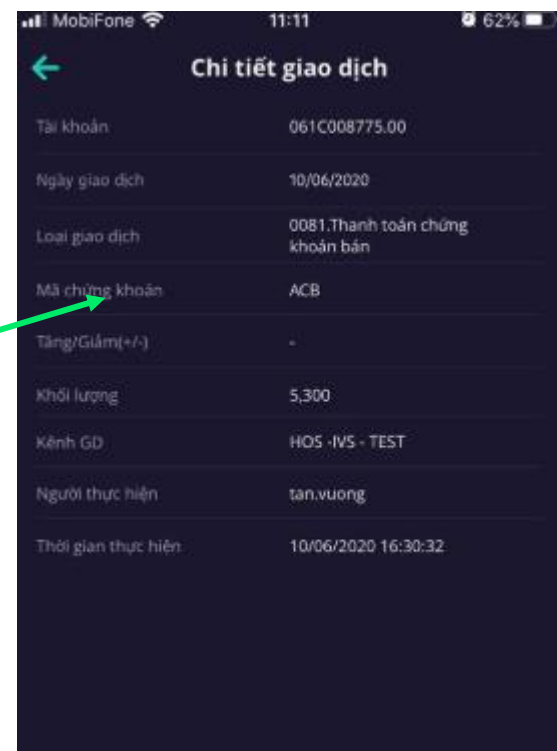 MobiFone 11:11 62%
Chi tiết giao dịch
Tài khoản 061C008775.00
Ngày giao dịch 10/06/2020
Loại giao dịch 0081.Thanh toán chứng
khoán bán
Mã chứng khoán ACB
Tăng/Giảm(+/-) -
Khối lượng 5,300
Kênh GD HOS -IVS - TEST
Người thực hiện tan.vuong
Thời gian thực hiện 10/06/2020 16:30:32